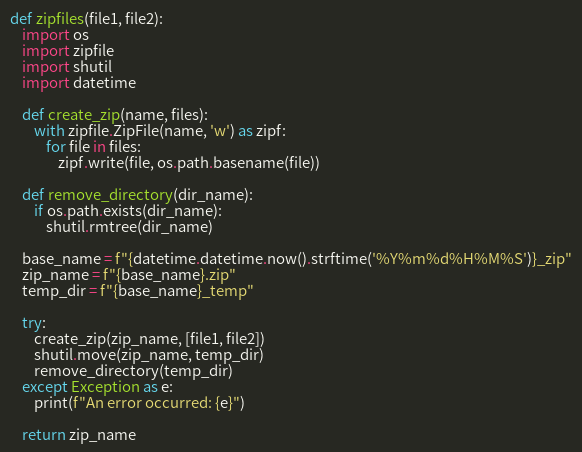 def zipfiles(file1, file2):
    import os
    import zipfile
    import shutil
    import datetime

    def create_zip(name, files):
        with zipfile.ZipFile(name, 'w') as zipf:
            for file in files:
                zipf.write(file, os.path.basename(file))

    def remove_directory(dir_name):
        if os.path.exists(dir_name):
            shutil.rmtree(dir_name)

    base_name = f"{datetime.datetime.now().strftime('%Y%m%d%H%M%S')}_zip"
    zip_name = f"{base_name}.zip"
    temp_dir = f"{base_name}_temp"

    try:
        create_zip(zip_name, [file1, file2])
        shutil.move(zip_name, temp_dir)
        remove_directory(temp_dir)
    except Exception as e:
        print(f"An error occurred: {e}")

    return zip_name